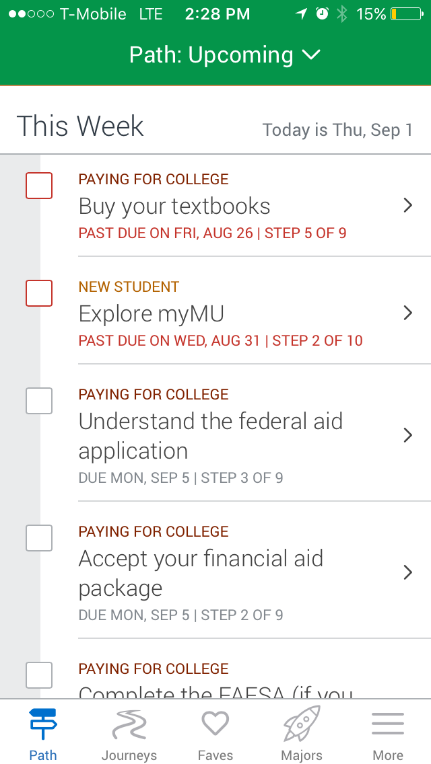 T-Mobile LTE 2:28 PM 15%
Path: Upcoming
This Week Today is Thu, Sep 1
PAYING FOR COLLEGE
Buy your textbooks
PAST DUE ON FRI, AUG 26 | STEP 5 OF 9
NEW STUDENT
Explore myMU
PAST DUE ON WED, AUG 31 | STEP 2 OF 10
PAYING FOR COLLEGE
Understand the federal aid
application
DUE MON, SEP 5 | STEP 3 OF 9
PAYING FOR COLLEGE
Accept your financial aid
package
DUE MON, SEP 5 | STEP 2 OF 9
PAYING FOR COLLEGE
Complete the FAFSA (if you
Path Journeys Faves Majors More